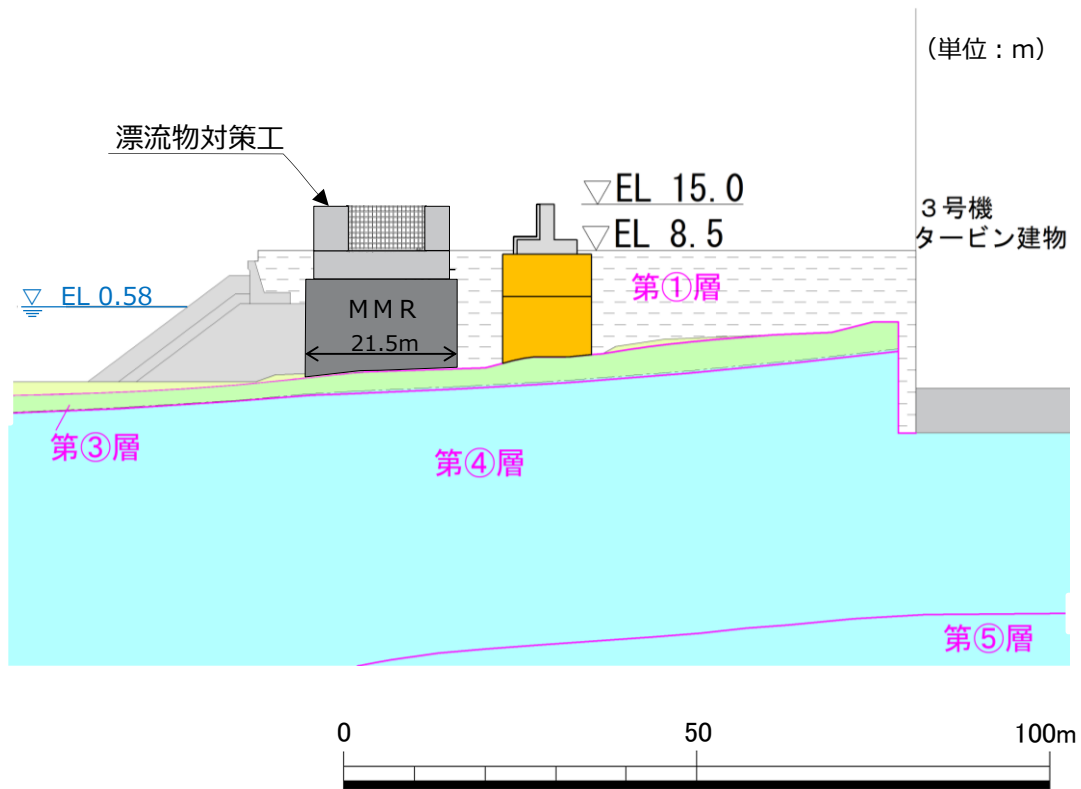 （単位：m）
漂流物対策工
EL 15.0
３号機
タービン建物
EL 8.5
第①層
EL 0.58
ＭＭＲ
21.5m
第③層
第④層
第⑤層
0 50 100m